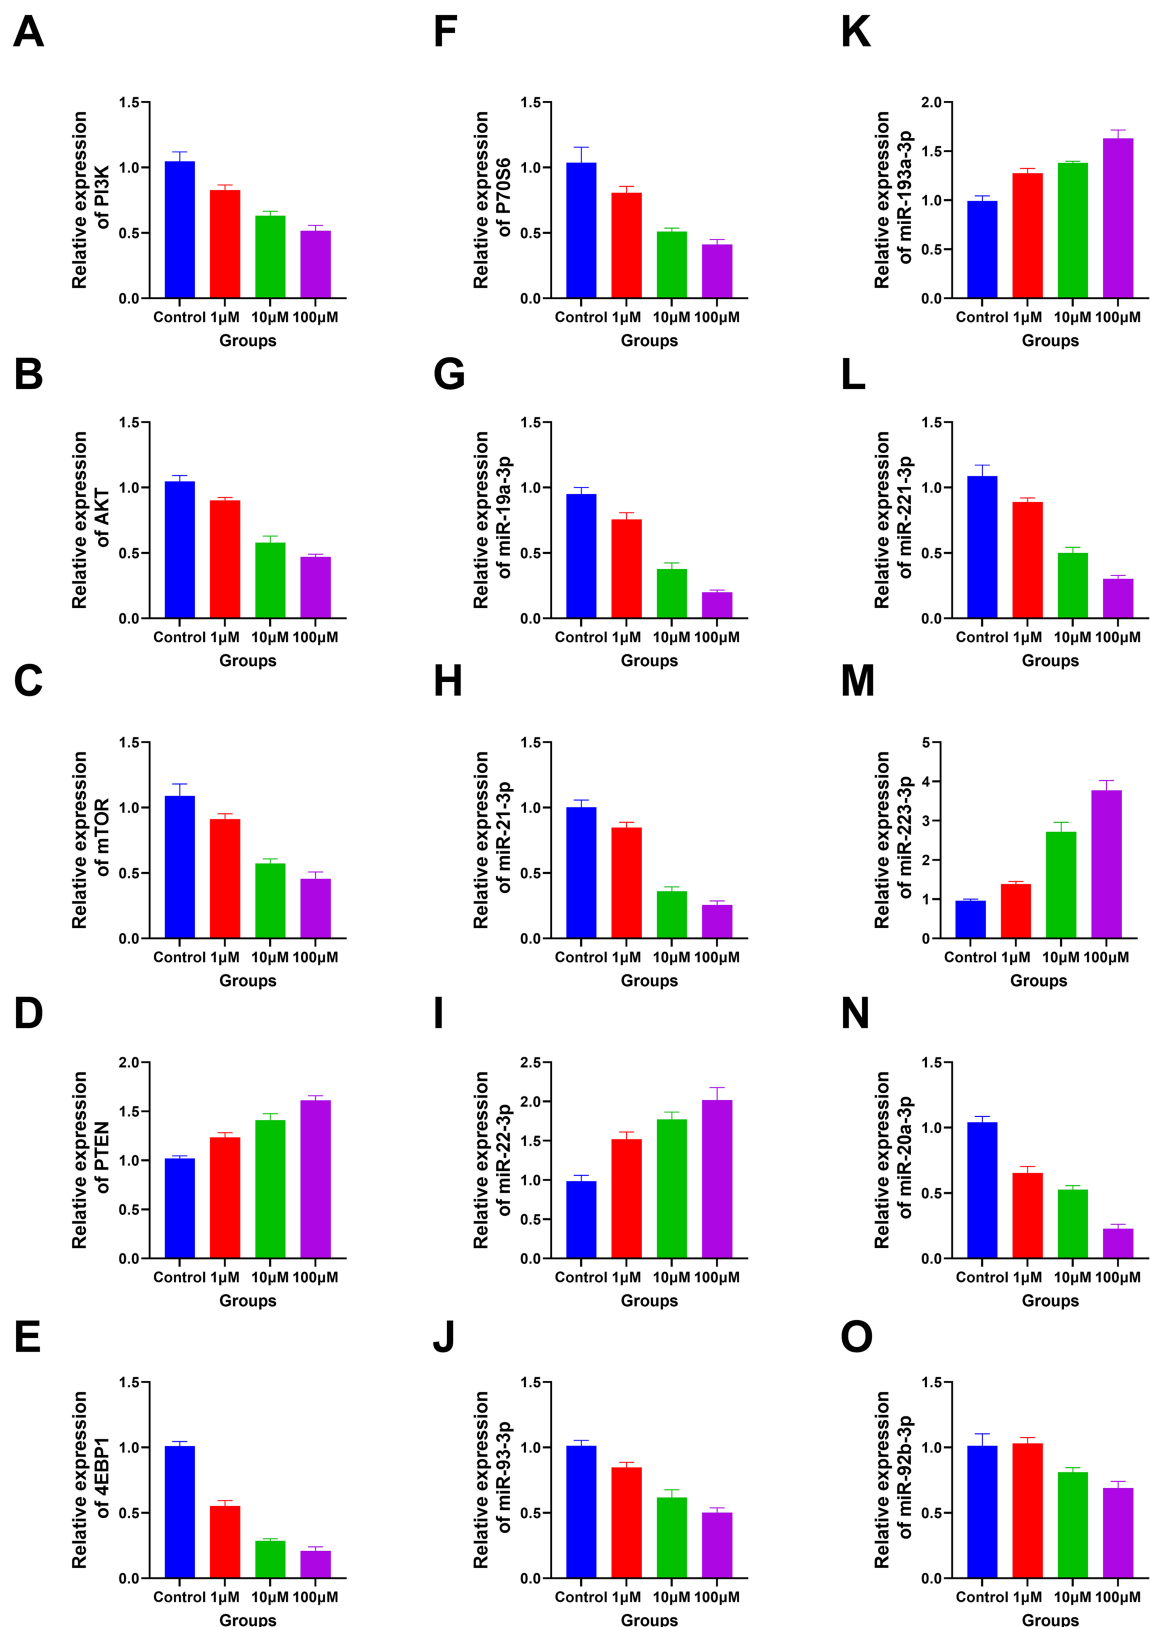 A
Relative expression
of PI3K
1.5
1.0
0.5
0.0
Control 1μM 10μM 100μM
Groups
F
Relative expression
of P70S6
1.5
1.0
0.5
0.0
Control 1μM 10μM 100μM
Groups
K
Relative expression
of miR-193a-3p
2.0
1.5
1.0
0.5
0.0
Control 1μM 10μM 100μM
Groups
B
Relative expression
of AKT
1.5
1.0
0.5
0.0
Control 1μM 10μM 100μM
Groups
G
Relative expression
of miR-19a-3p
1.5
1.0
0.5
0.0
Control 1μM 10μM 100μM
Groups
L
Relative expression
of miR-221-3p
1.5
1.0
0.5
0.0
Control 1μM 10μM 100μM
Groups
C
Relative expression
of mTOR
1.5
1.0
0.5
0.0
Control 1μM 10μM 100μM
Groups
H
Relative expression
of miR-21-3p
1.5
1.0
0.5
0.0
Control 1μM 10μM 100μM
Groups
M
Relative expression
of miR-223-3p
5
4
3
2
1
0
Control 1μM 10μM 100μM
Groups
D
Relative expression
of PTEN
2.0
1.5
1.0
0.5
0.0
Control 1μM 10μM 100μM
Groups
I
Relative expression
of miR-22-3p
2.5
2.0
1.5
1.0
0.5
0.0
Control 1μM 10μM 100μM
Groups
N
Relative expression
of miR-20a-3p
1.5
1.0
0.5
0.0
Control 1μM 10μM 100μM
Groups
E
Relative expression
of 4EBP1
1.5
1.0
0.5
0.0
Control 1μM 10μM 100μM
Groups
J
Relative expression
of miR-93-3p
1.5
1.0
0.5
0.0
Control 1μM 10μM 100μM
Groups
O
Relative expression
of miR-92b-3p
1.5
1.0
0.5
0.0
Control 1μM 10μM 100μM
Groups